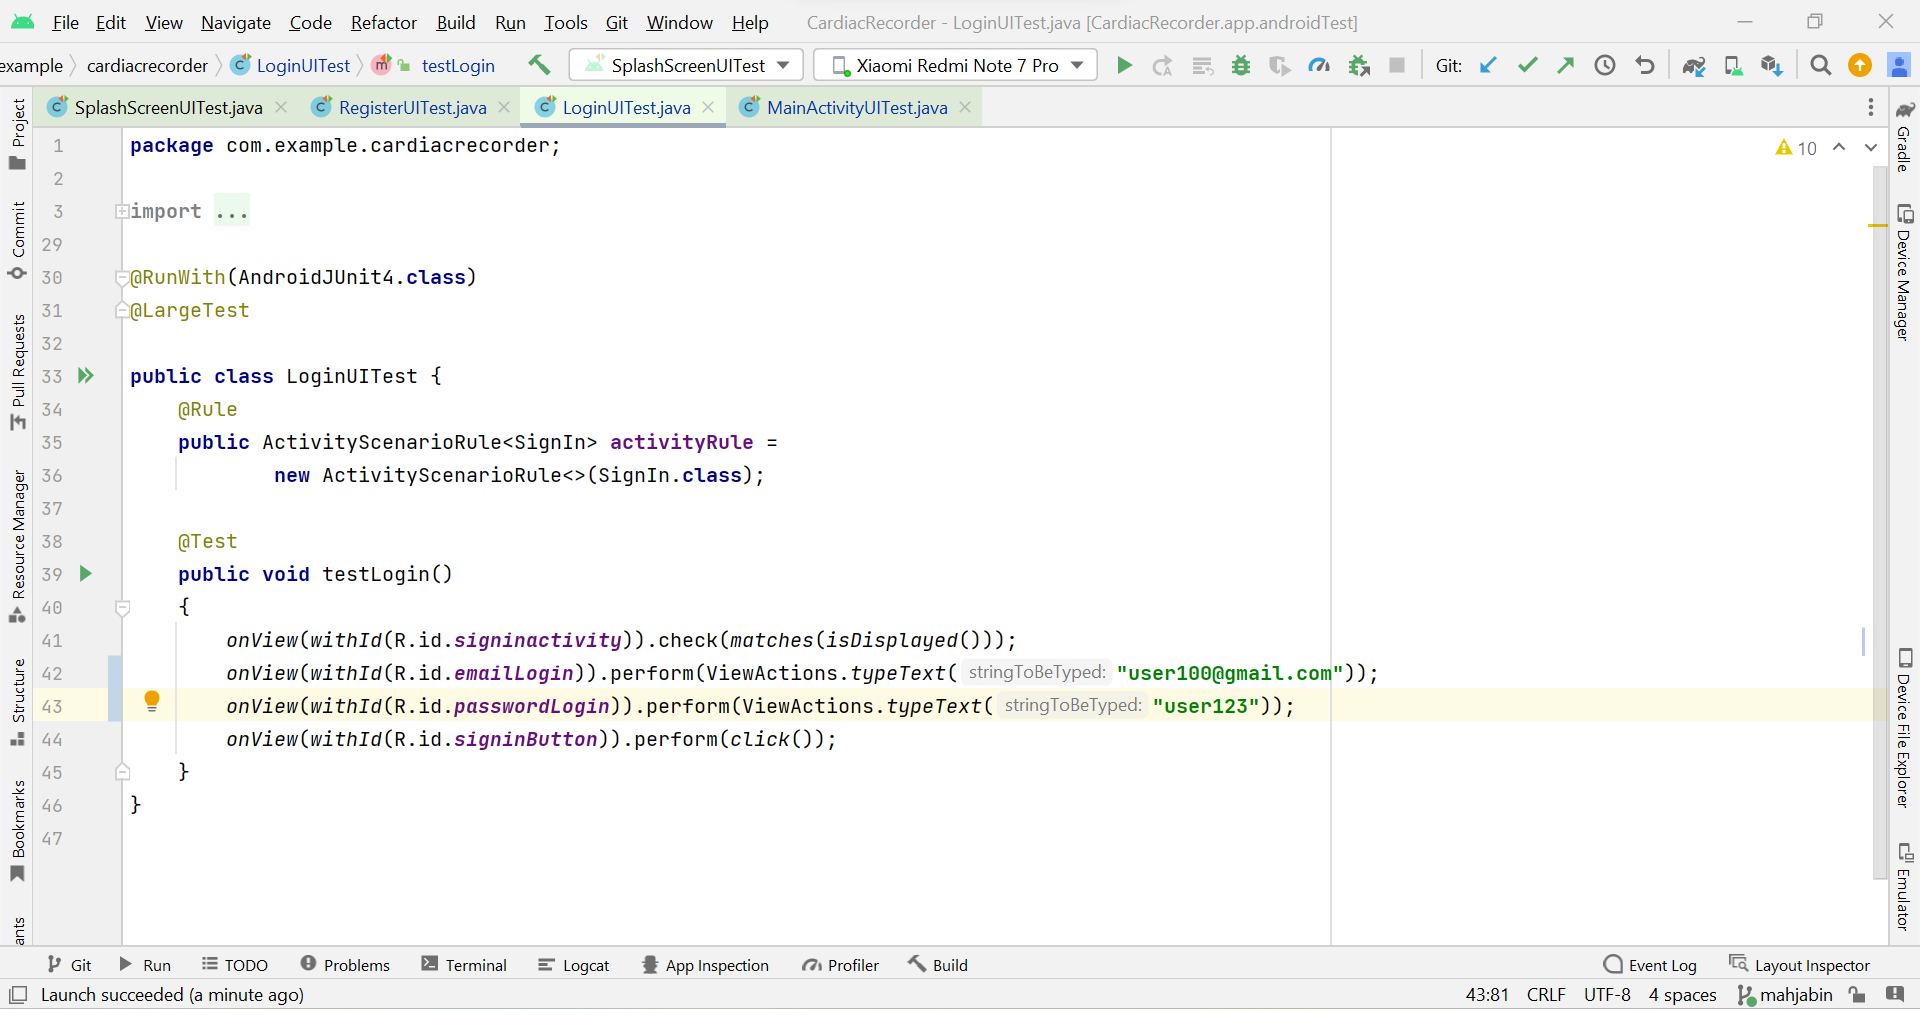 File Edit View Navigate Code Refactor Build Run Tools Git Window Help CardiacRecorder - LoginUITest.java [CardiacRecorder.app.androidTest]
example cardiacrecorder LoginUITest testLogin SplashScreenUITest Xiaomi Redmi Note 7 Pro Git:
SplashScreenUITest.java RegisterUITest.java LoginUITest.java MainActivityUITest.java
Project
Commit
Pull Requests
Resource Manager
Structure
Bookmarks
ants
1 package com.example.cardiacrecorder;
10
2
3 import ...
29
30 @RunWith(AndroidJUnit4.class)
31 @LargeTest
32
33 public class LoginUITest {
34 @Rule
35 public ActivityScenarioRule<SignIn> activityRule =
36 new ActivityScenarioRule<>(SignIn.class);
37
38 @Test
39 public void testLogin()
40 {
41 onView(withId(R.id.signinactivity)).check(matches(isDisplayed()));
42 onView(withId(R.id.emailLogin)).perform(ViewActions.typeText( stringToBeTyped: "user100@gmail.com"));
43 onView(withId(R.id.passwordLogin)).perform(ViewActions.typeText( stringToBeTyped: "user123"));
44 onView(withId(R.id.signinButton)).perform(click());
45 }
46 }
47
Gradle
Device Manager
Device File Explorer
Emulator
Git Run TODO Problems Terminal Logcat App Inspection Profiler Build Event Log Layout Inspector
Launch succeeded (a minute ago) 43:81 CRLF UTF-8 4 spaces mahjabin